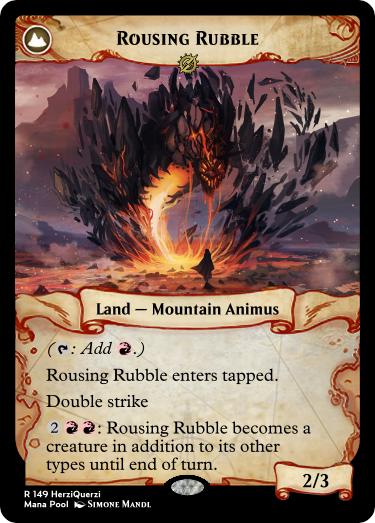 Rousing Rubble
Land — Mountain Animus
(: Add .)
Rousing Rubble enters tapped.
Double strike
2 : Rousing Rubble becomes a
creature in addition to its other
types until end of turn.
2/3
R 149 HerziQuerzi
Mana Pool Simone Mandl